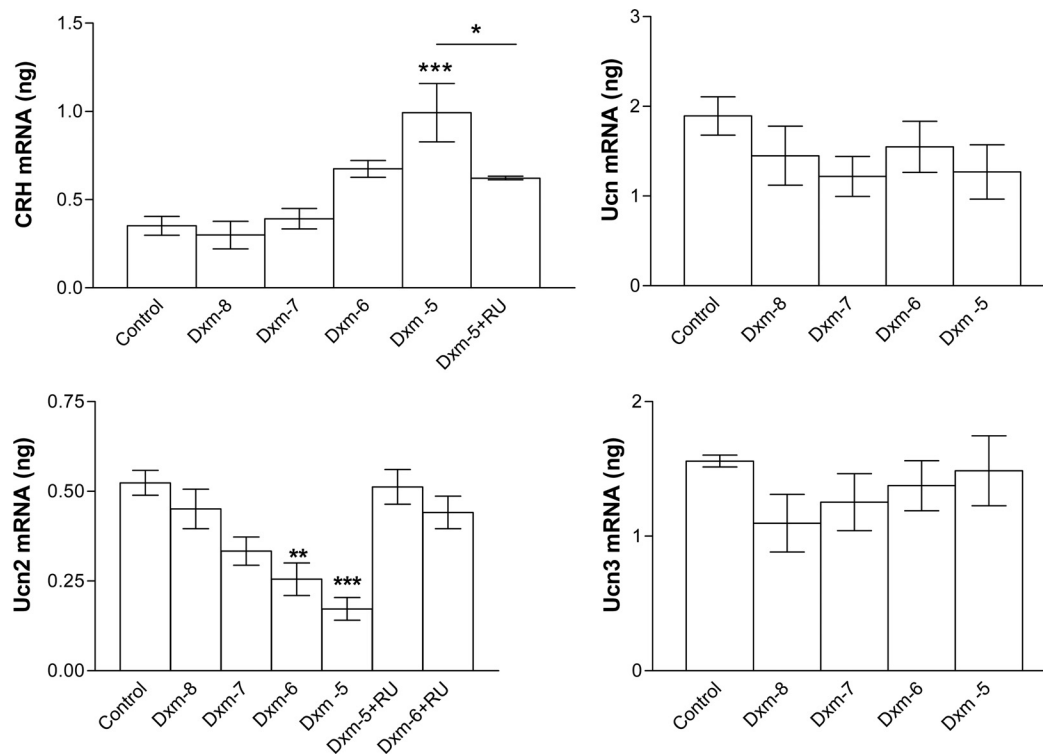 CRH mRNA (ng)
1.5
1.0
0.5
0.0
*
***
Control
Dxm-8
Dxm-7
Dxm-6
Dxm -5
Dxm-5+RU
Ucn mRNA (ng)
3
2
1
0
Control
Dxm-8
Dxm-7
Dxm-6
Dxm -5
Ucn2 mRNA (ng)
0.75
0.50
0.25
0.00
**
***
Control
Dxm-8
Dxm-7
Dxm-6
Dxm -5
Dxm-5+RU
Dxm-6+RU
Ucn3 mRNA (ng)
2
1
0
Control
Dxm-8
Dxm-7
Dxm-6
Dxm -5